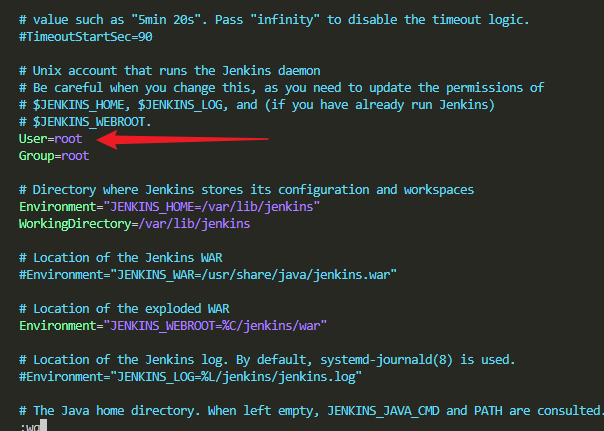 # value such as "5min 20s". Pass "infinity" to disable the timeout logic.
#TimeoutStartSec=90
# Unix account that runs the Jenkins daemon
# Be careful when you change this, as you need to update the permissions of
# $JENKINS_HOME, $JENKINS_LOG, and (if you have already run Jenkins)
# $JENKINS_WEBROOT.
User=root
Group=root
# Directory where Jenkins stores its configuration and workspaces
Environment="JENKINS_HOME=/var/lib/jenkins"
WorkingDirectory=/var/lib/jenkins
# Location of the Jenkins WAR
#Environment="JENKINS_WAR=/usr/share/java/jenkins.war"
# Location of the exploded WAR
Environment="JENKINS_WEBROOT=%C/jenkins/war"
# Location of the Jenkins log. By default, systemd-journald(8) is used.
#Environment="JENKINS_LOG=%L/jenkins/jenkins.log"
# The Java home directory. When left empty, JENKINS_JAVA_CMD and PATH are consulted.
:wq